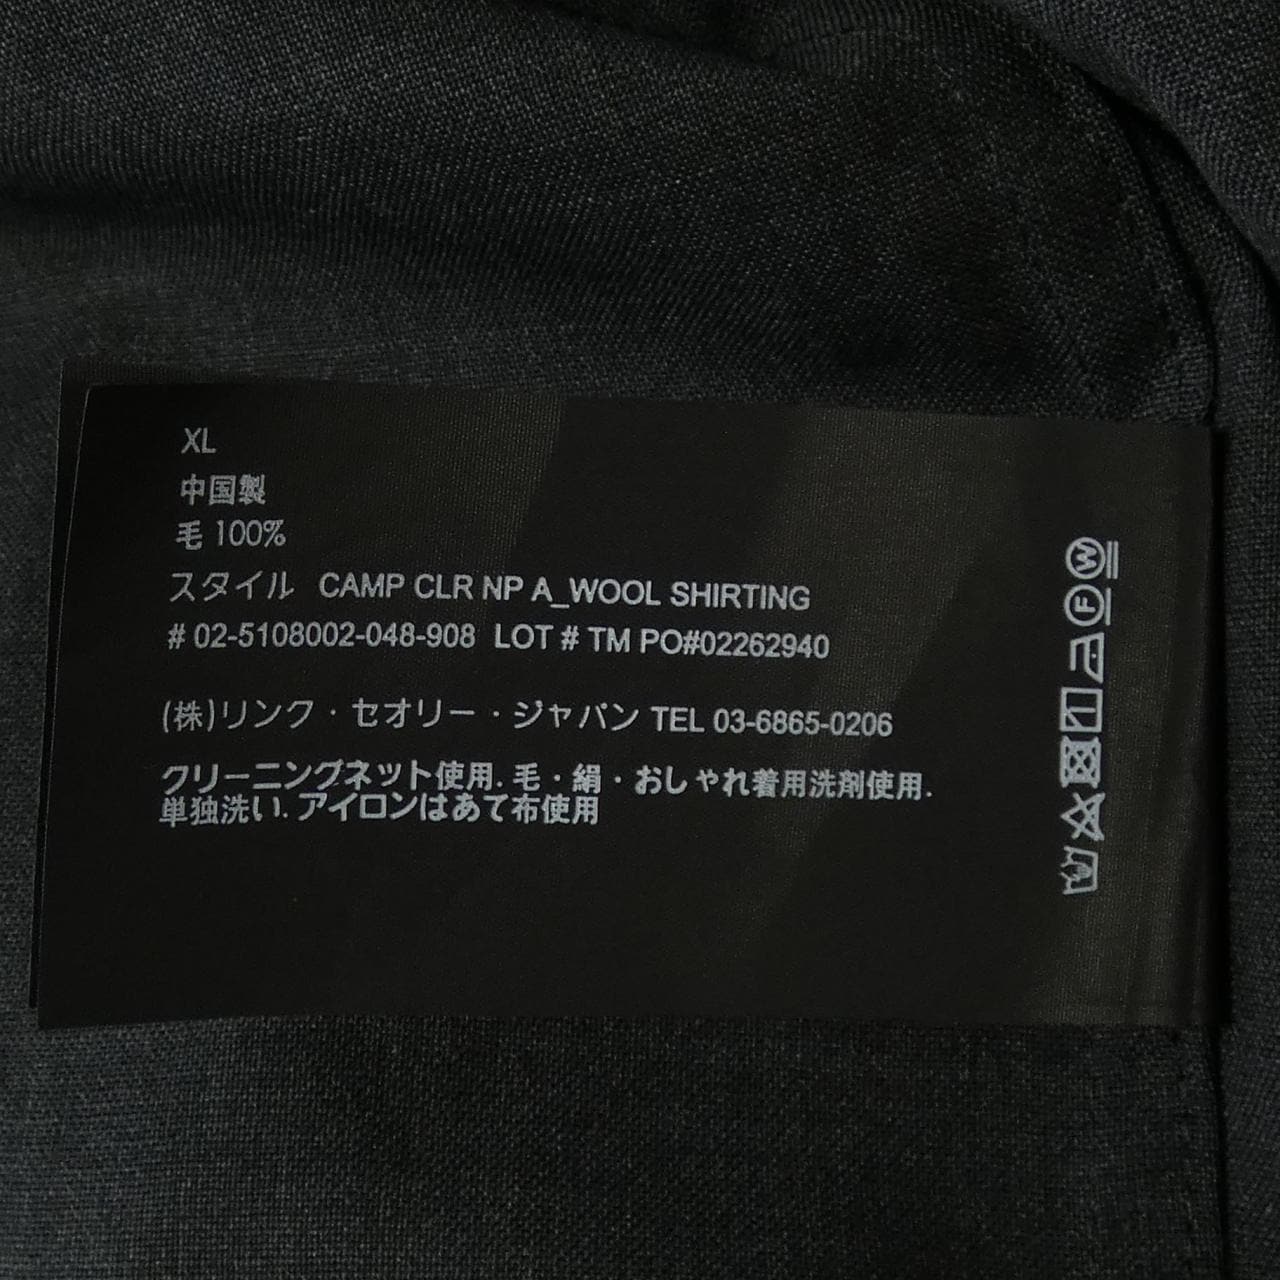 XL
中国製
毛 100%
スタイル CAMP CLR NP A_WOOL SHIRTING
# 02-5108002-048-908 LOT # TM PO#02262940
(株)リンク・セオリー・ジャパン TEL 03-6865-0206
クリーニングネット使用.毛・絹・おしゃれ着用洗剤使用.
単独洗い.アイロンはあて布使用
W
F